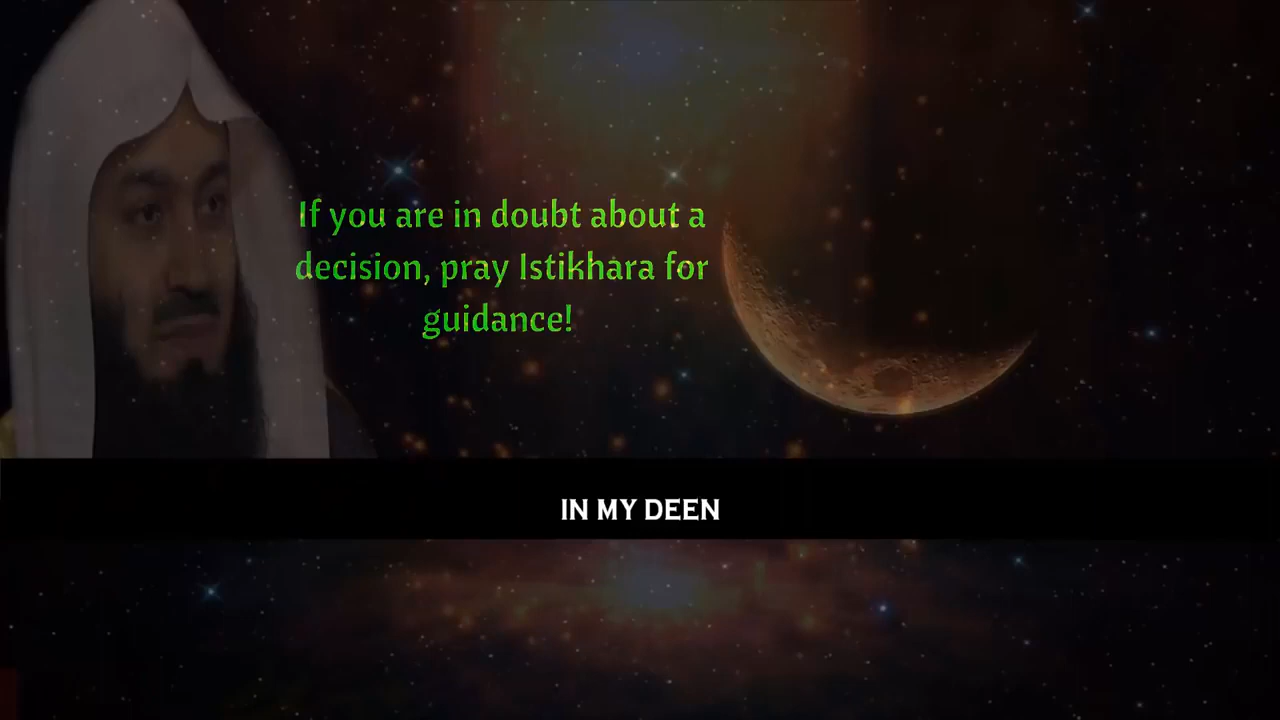 If you are in doubt about a
decision, pray Istikhara for
guidance!
IN MY DEEN